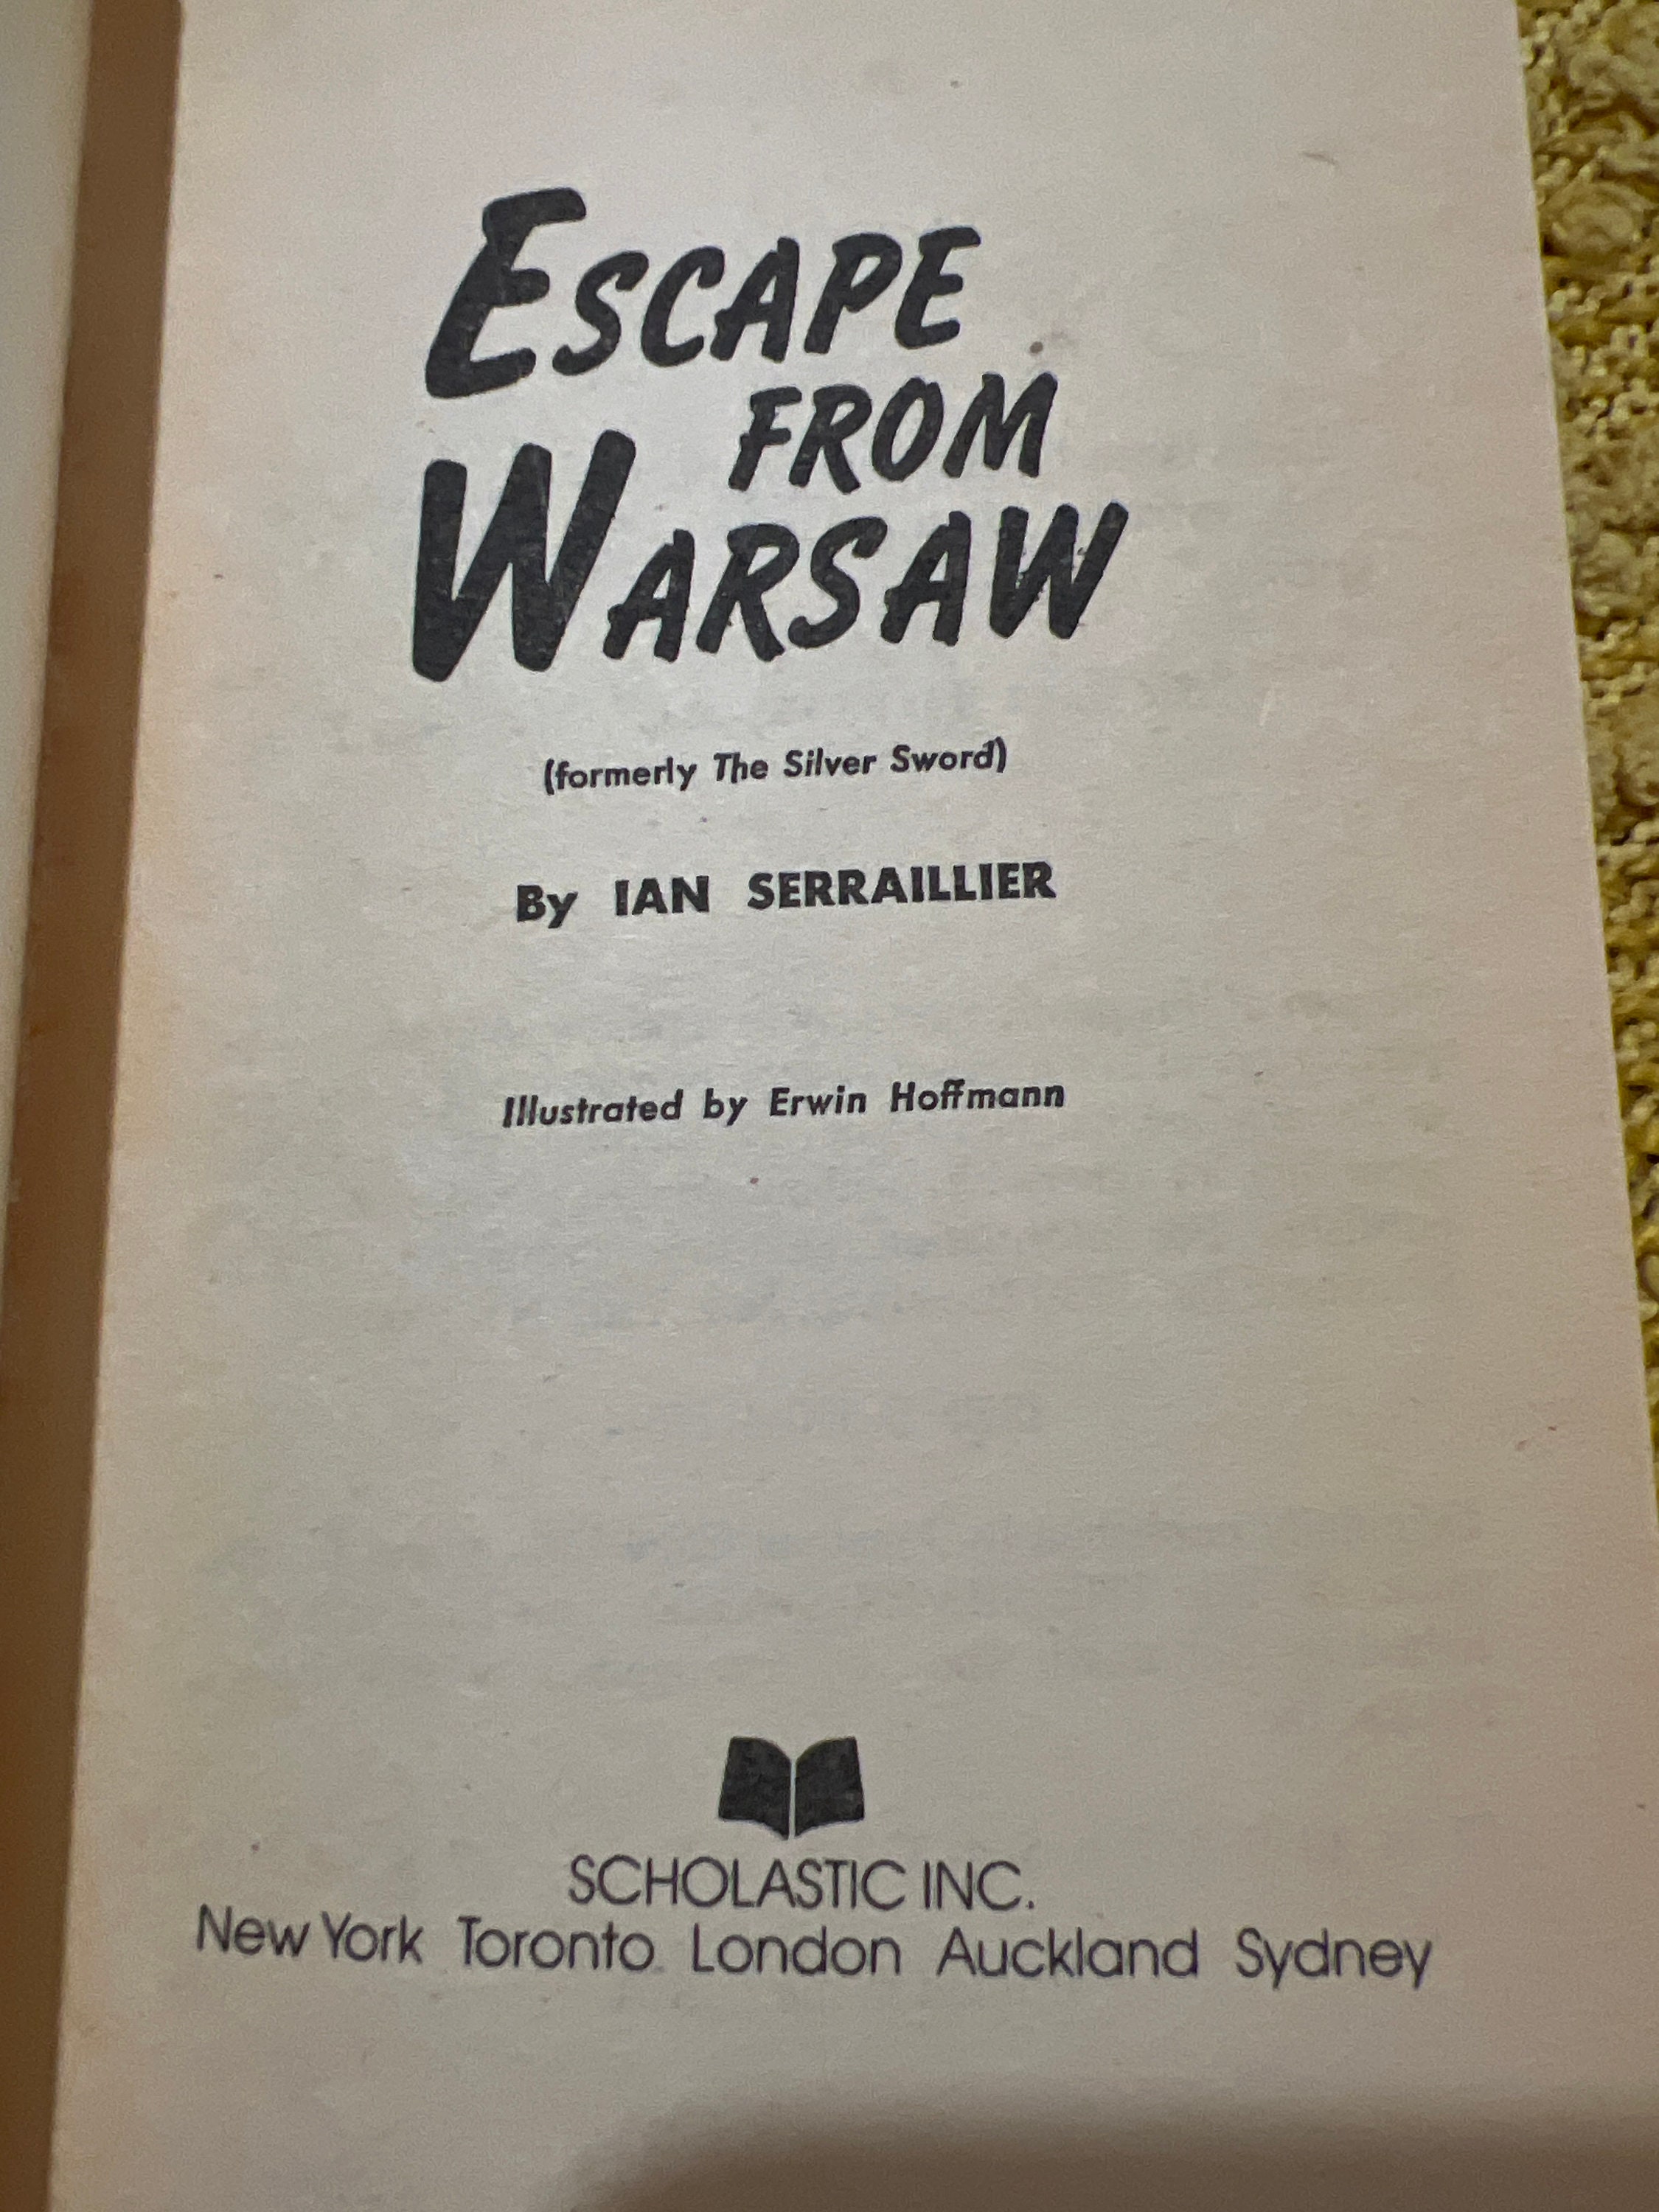 ESCAPE
FROM
WARSAW
(formerly The Silver Sword)
By IAN SERRAILLIER
Illustrated by Erwin Hoffmann
SCHOLASTIC INC.
New York Toronto London Auckland Sydney